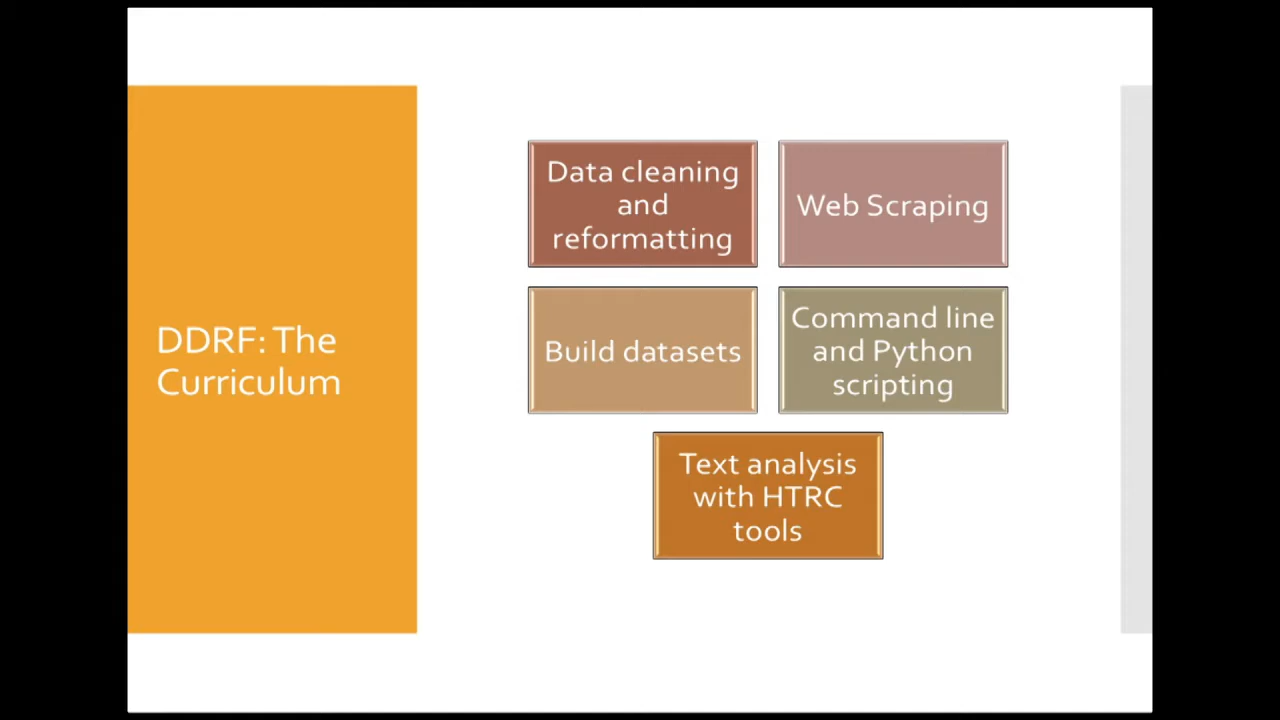 DDRF: The
Curriculum
Data cleaning
and
reformatting
Web Scraping
Build datasets
Command line
and Python
scripting
Text analysis
with HTRC
tools